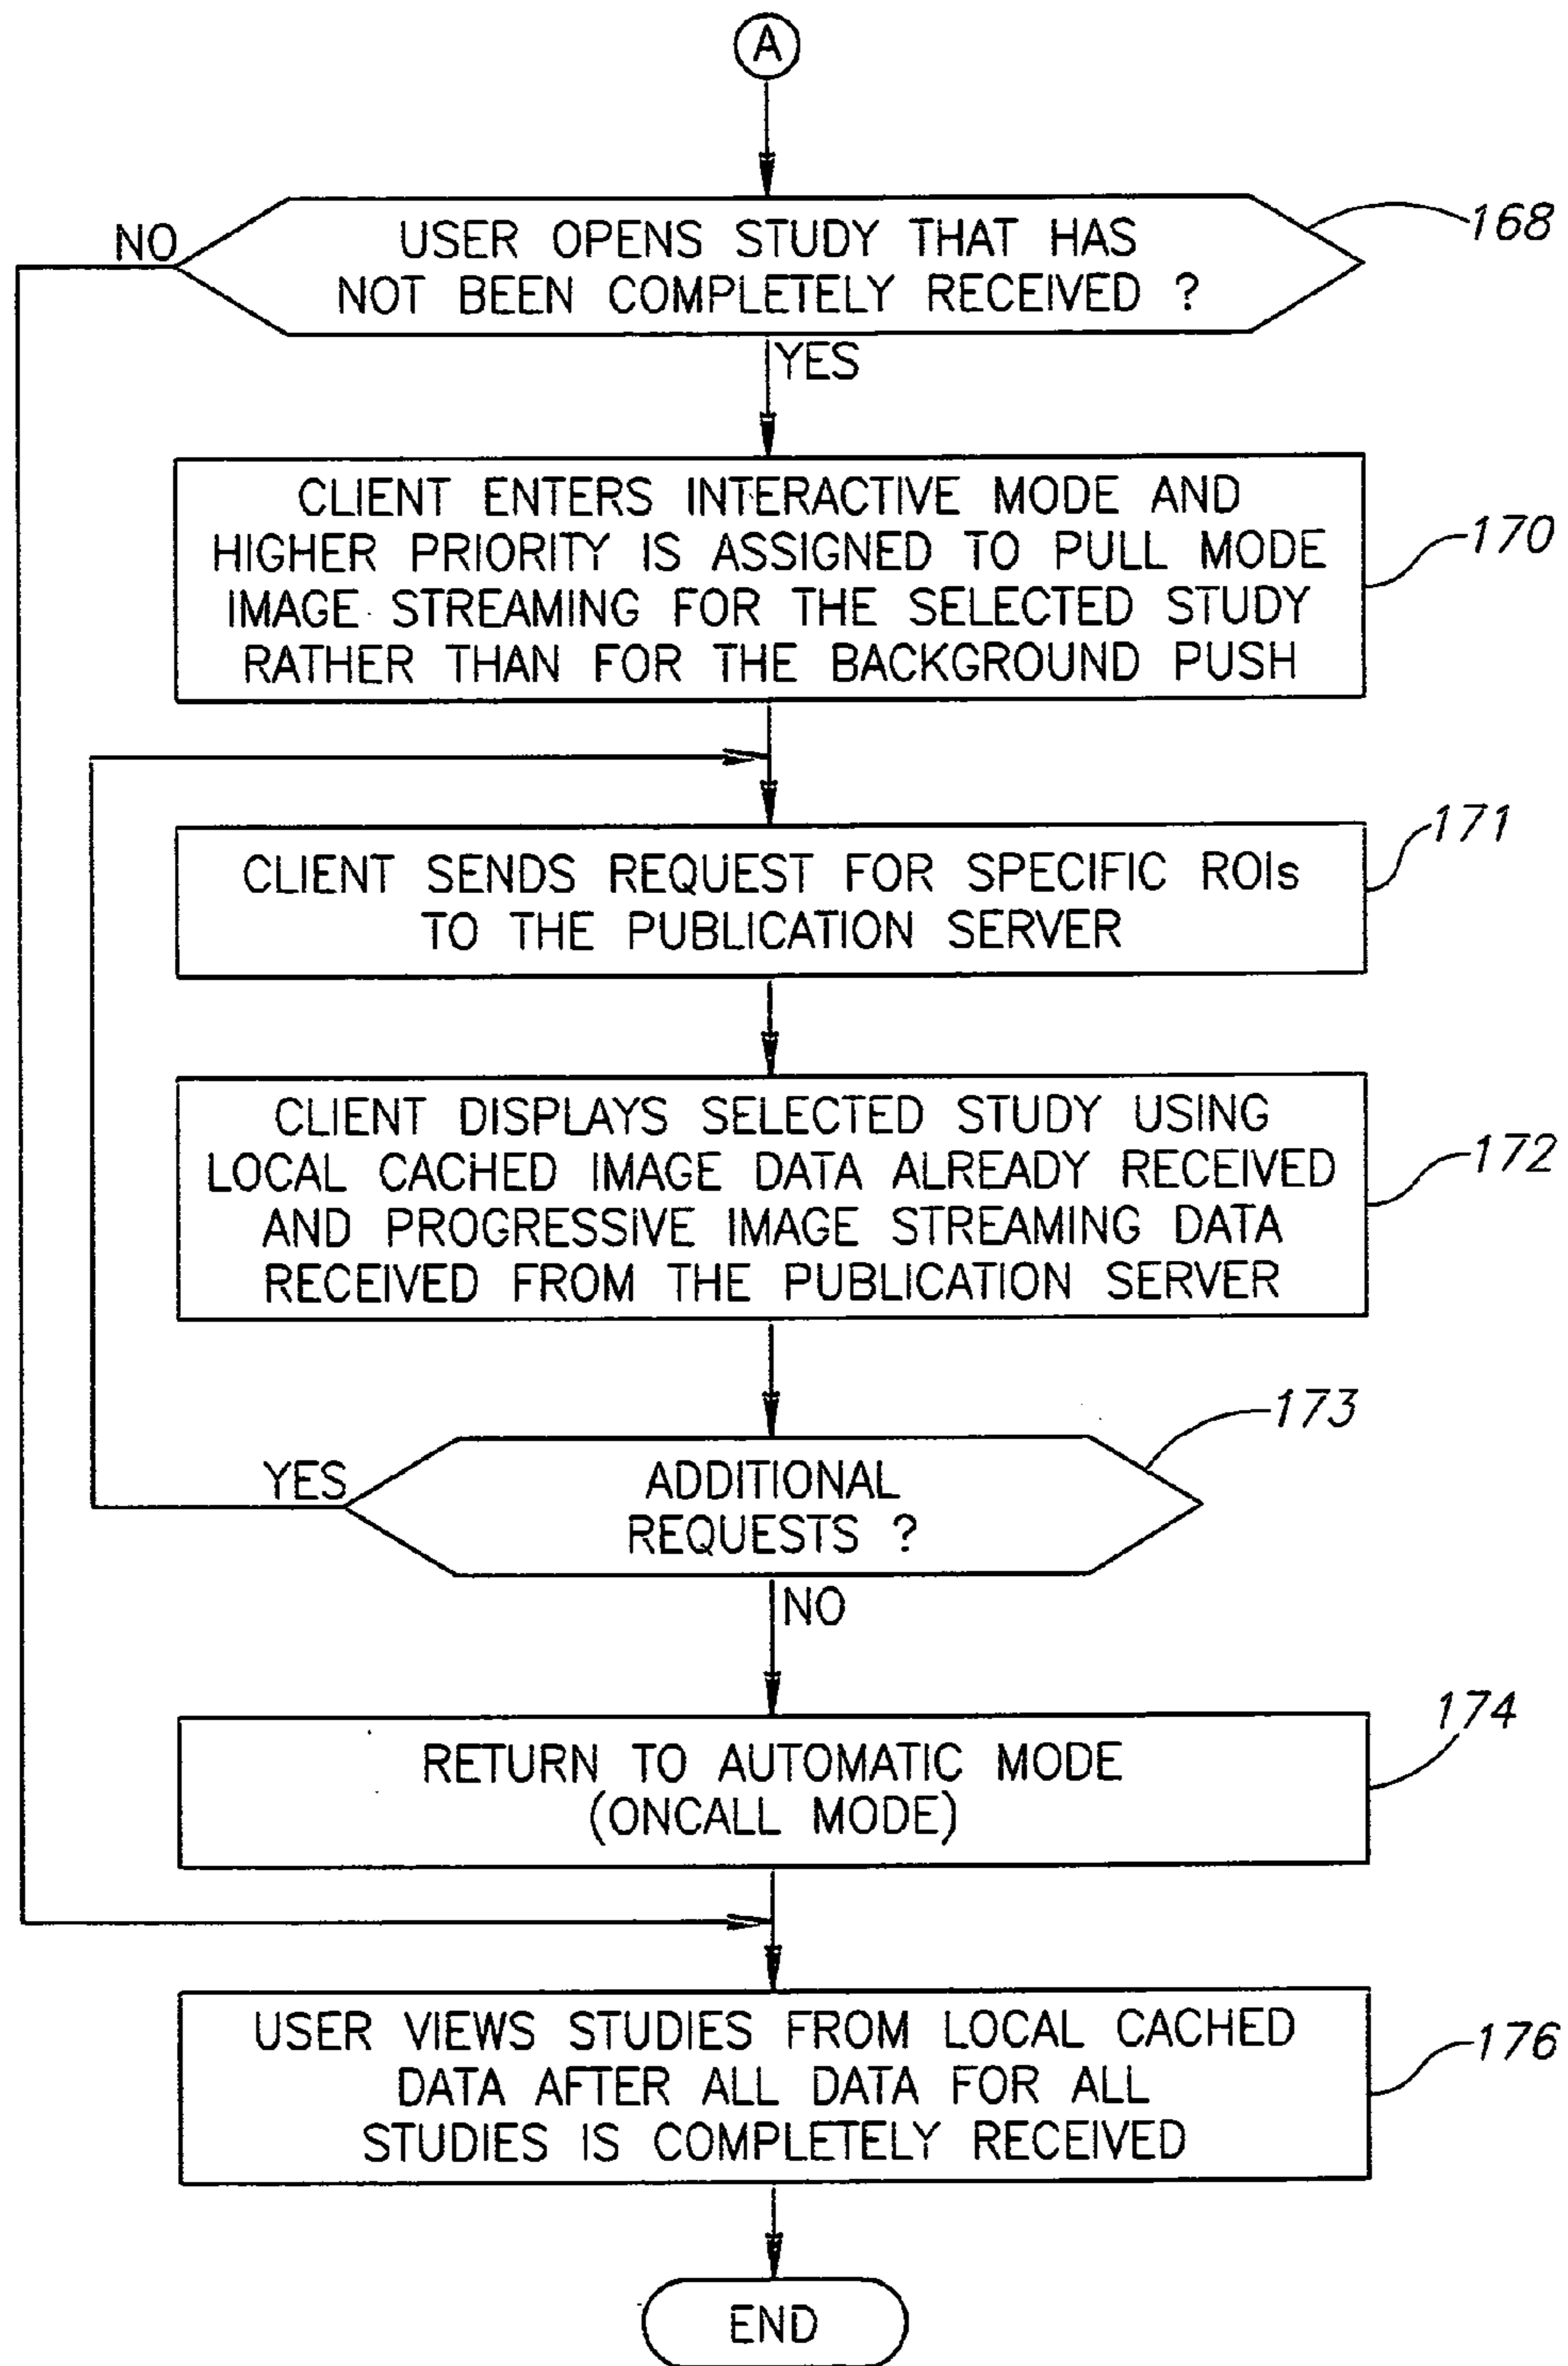 A
NO
USER OPENS STUDY THAT HAS
NOT BEEN COMPLETELY RECEIVED ?
168
YES
CLIENT ENTERS INTERACTIVE MODE AND
HIGHER PRIORITY IS ASSIGNED TO PULL MODE
IMAGE STREAMING FOR THE SELECTED STUDY
RATHER THAN FOR THE BACKGROUND PUSH
170
CLIENT SENDS REQUEST FOR SPECIFIC ROIs
TO THE PUBLICATION SERVER
171
CLIENT DISPLAYS SELECTED STUDY USING
LOCAL CACHED IMAGE DATA ALREADY RECEIVED
AND PROGRESSIVE IMAGE STREAMING DATA
RECEIVED FROM THE PUBLICATION SERVER
172
173
YES
ADDITIONAL
REQUESTS ?
NO
174
RETURN TO AUTOMATIC MODE
(ONCALL MODE)
USER VIEWS STUDIES FROM LOCAL CACHED
DATA AFTER ALL DATA FOR ALL
STUDIES IS COMPLETELY RECEIVED
176
END